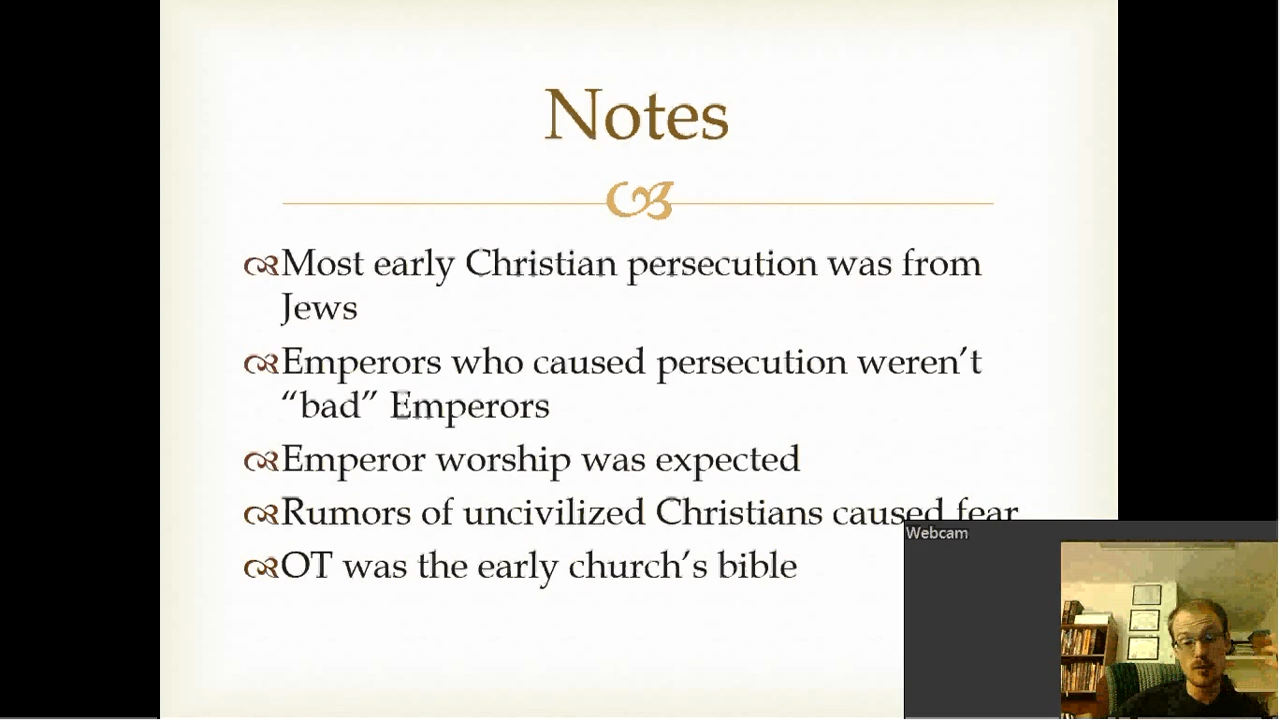 Notes
Most early Christian persecution was from
Jews
Emperors who caused persecution weren’t
“bad” Emperors
Emperor worship was expected
Rumors of uncivilized Christians caused fear
OT was the early church’s bible
Webcam